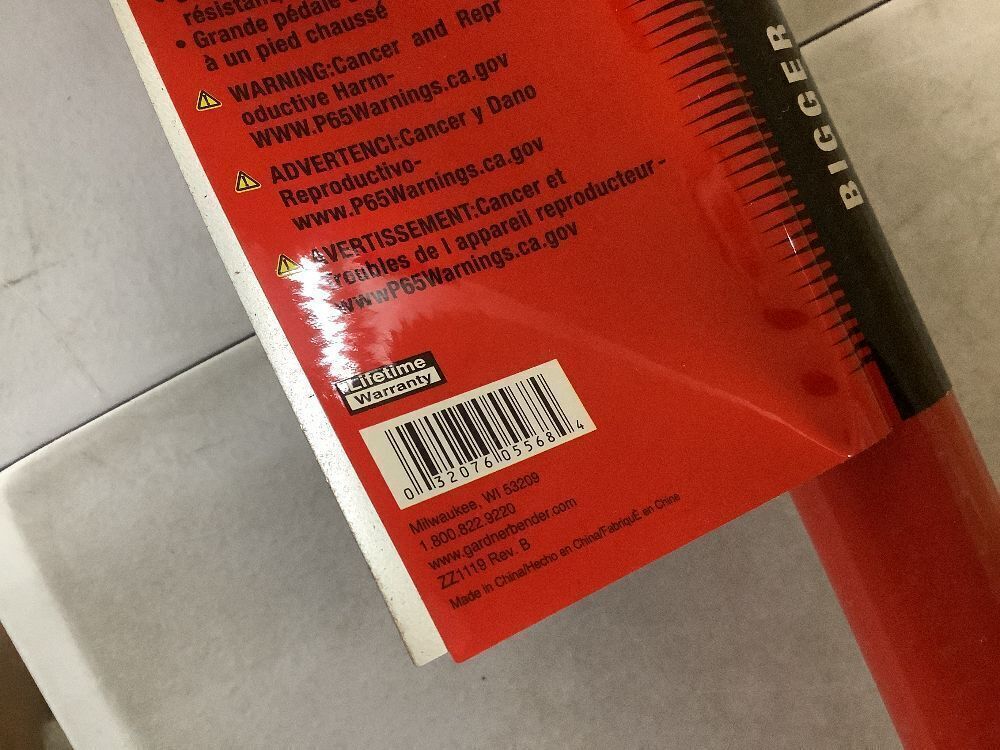 résistanc
• Grande pédale
à un pied chaussé
WARNING:Cancer and Repr
oductive Harm-
WWW.P65Warnings.ca.gov
ADVERTENCI:Cancer y Dano
Reproductivo-
www.P65Warnings.ca.gov
AVERTISSEMENT:Cancer et
Troubles de l appareil reproducteur -
wwwP65Warnings.ca.gov
Lifetime
Warranty
0 32076 05568 4
Milwaukee, WI 53209
1.800.822.9220
www.gardnerbender.com
ZZ1119 Rev. B
Made in China/Hecho en China/FabriquÉ en China
BIGGER